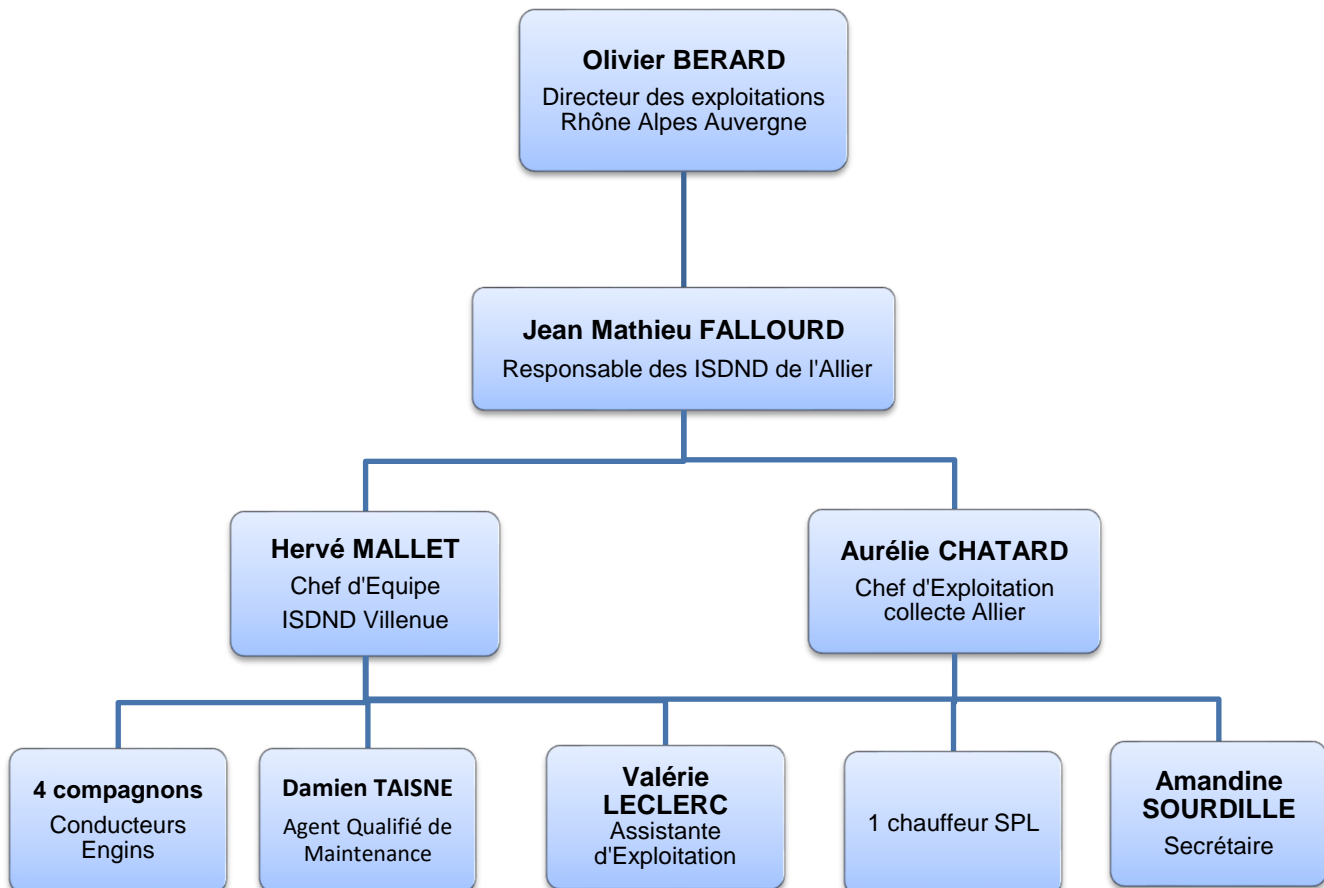 Olivier BERARD
Directeur des exploitations
Rhône Alpes Auvergne
Jean Mathieu FALLOURD
Responsable des ISDND de l'Allier
Hervé MALLET
Chef d'Equipe
ISDND Villenue
Aurélie CHATARD
Chef d'Exploitation
collecte Allier
4 compagnons
Conducteurs
Engins
Damien TAISNE
Agent Qualifié de
Maintenance
Valérie
LECLERC
Assistante
d'Exploitation
1 chauffeur SPL
Amandine
SOURDILLE
Secrétaire